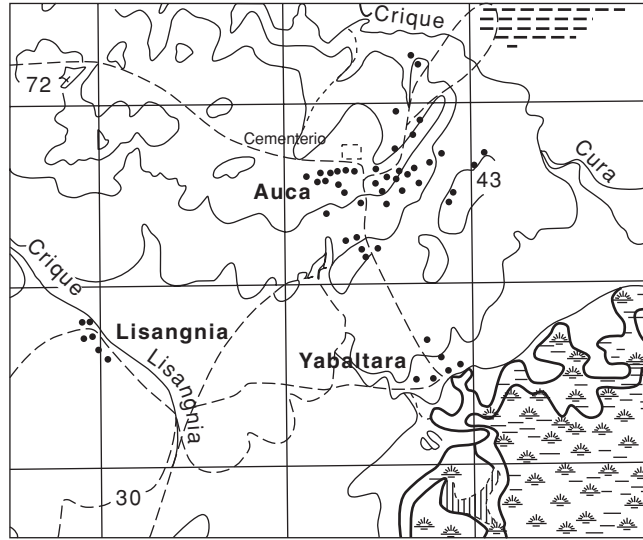 Crique
72
Cementerio
Cura
Auca
43
Crique
Lisangnia
Lisangnia
Yabaltara
30